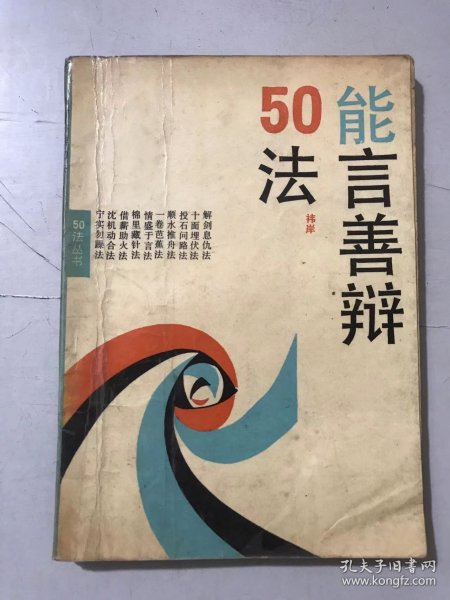 能言善辩
50法
祎岸
解剑息仇法
十面埋伏法
投石问路法
顺水推舟法
一卷芭蕉法
情盛于言法
棉里藏针法
借薪助火法
沈机动合法
宁实勿躁法
50法丛书
孔夫子旧书网
www.kongfz.com